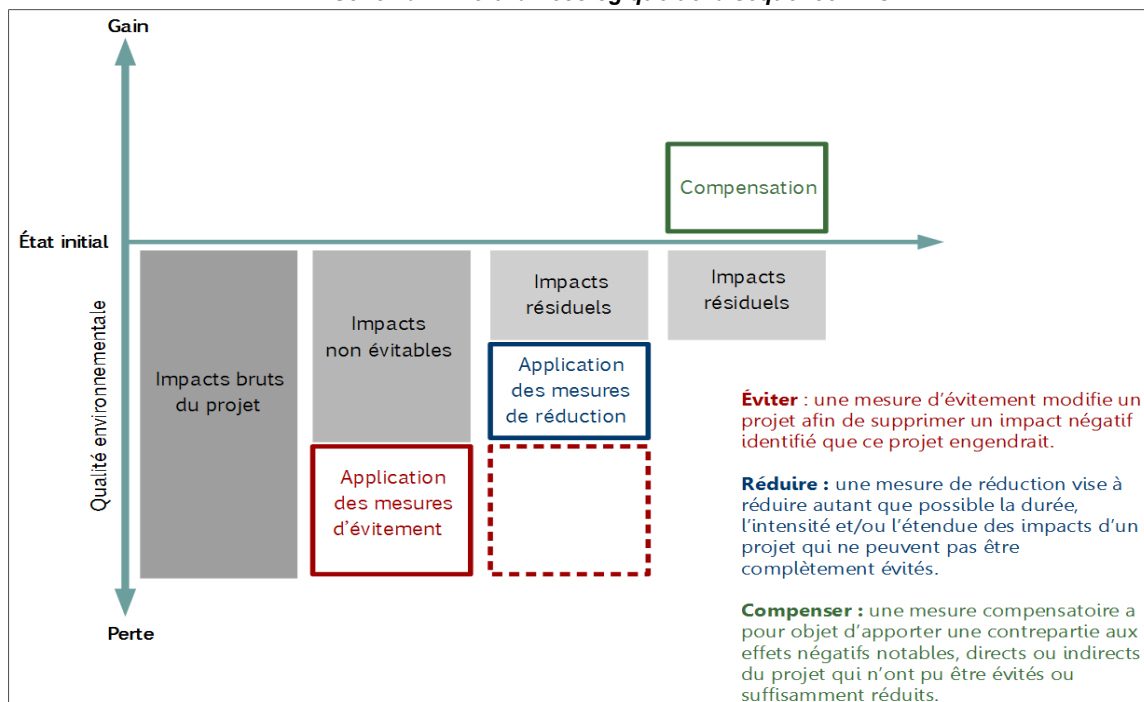 Gain
Compensation
État initial
Impacts
résiduels
Impacts
résiduels
Impacts
non évitables
Impacts bruts
du projet
Application
des mesures
de réduction
Application
des mesures
d'évitement
Qualité environnementale
Perte
Éviter : une mesure d'évitement modifie un
projet afin de supprimer un impact négatif
identifié que ce projet engendrait.
Réduire : une mesure de réduction vise à
réduire autant que possible la durée,
l'intensité et/ou l'étendue des impacts d'un
projet qui ne peuvent pas être
complètement évités.
Compenser : une mesure compensatoire a
pour objet d'apporter une contrepartie aux
effets négatifs notables, directs ou indirects
du projet qui n'ont pu être évités ou
suffisamment réduits.